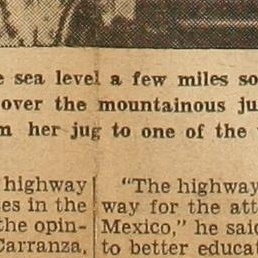 e sea level a few miles so
over the mountainous ju
m her jug to one of the
highway
es in the
the opin-
Carranza,
"The highway
way for the att
Mexico," he said
to better educat